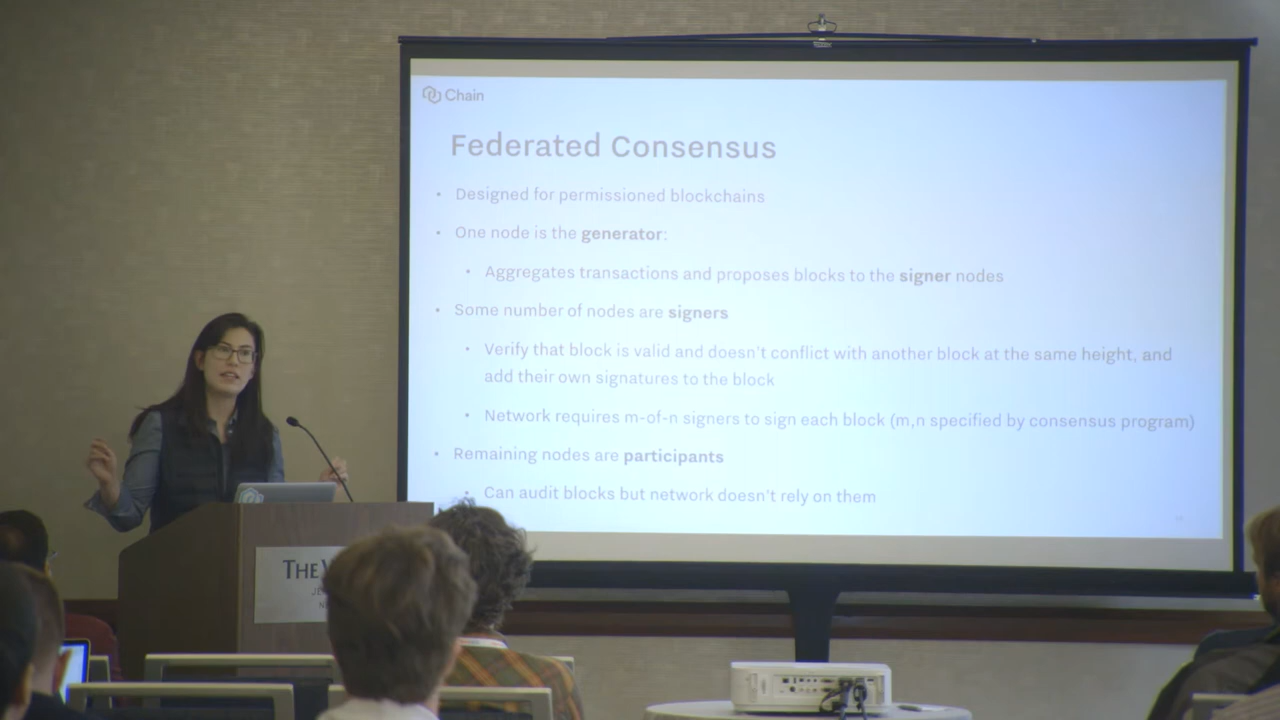 Chain
Federated Consensus
• Designed for permissioned blockchains
• One node is the generator:
• Aggregates transactions and proposes blocks to the signer nodes
• Some number of nodes are signers
• Verify that block is valid and doesn't conflict with another block at the same height, and
add their own signatures to the block
• Network requires m-of-n signers to sign each block (m,n specified by consensus program)
• Remaining nodes are participants
• Can audit blocks but network doesn't rely on them
THE